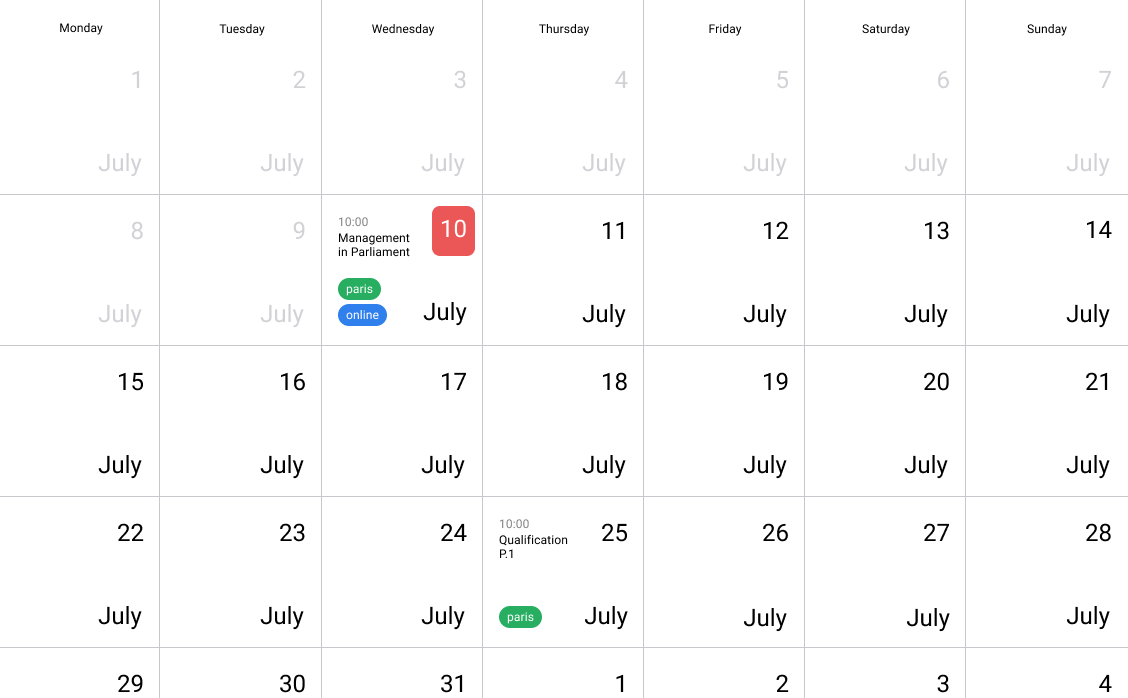 Monday Tuesday Wednesday Thursday Friday Saturday Sunday
1 2 3 4 5 6 7
July July July July July July July
8 9 10:00 10 11 12 13 14
Management
in Parliament
paris
online
July July July July July July July
15 16 17 18 19 20 21
July July July July July July July
22 23 24 10:00 25 26 27 28
Qualification
P.1
July July July paris July July July July
29 30 31 1 2 3 4